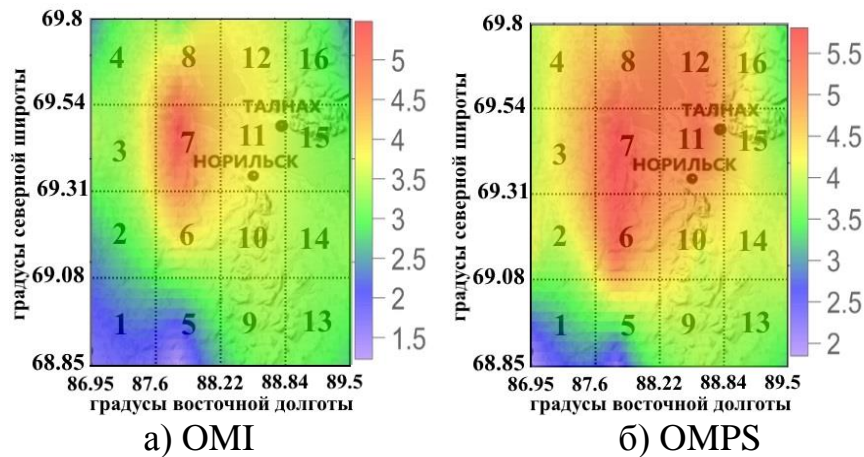 69.8
69.54
69.31
69.08
68.85
градусы северной широты
4 8 12 16
ТАЛНАХ
3 7 11 15
НОРИЛЬСК
2 6 10 14
1 5 9 13
86.95 87.6 88.22 88.84 89.5
градусы восточной долготы
5
4.5
4
3.5
3
2.5
2
1.5
а) OMI
69.8
69.54
69.31
69.08
68.85
градусы северной широты
4 8 12 16
ТАЛНАХ
3 7 11 15
НОРИЛЬСК
2 6 10 14
1 5 9 13
86.95 87.6 88.22 88.84 89.5
градусы восточной долготы
5.5
5
4.5
4
3.5
3
2.5
2
б) OMPS